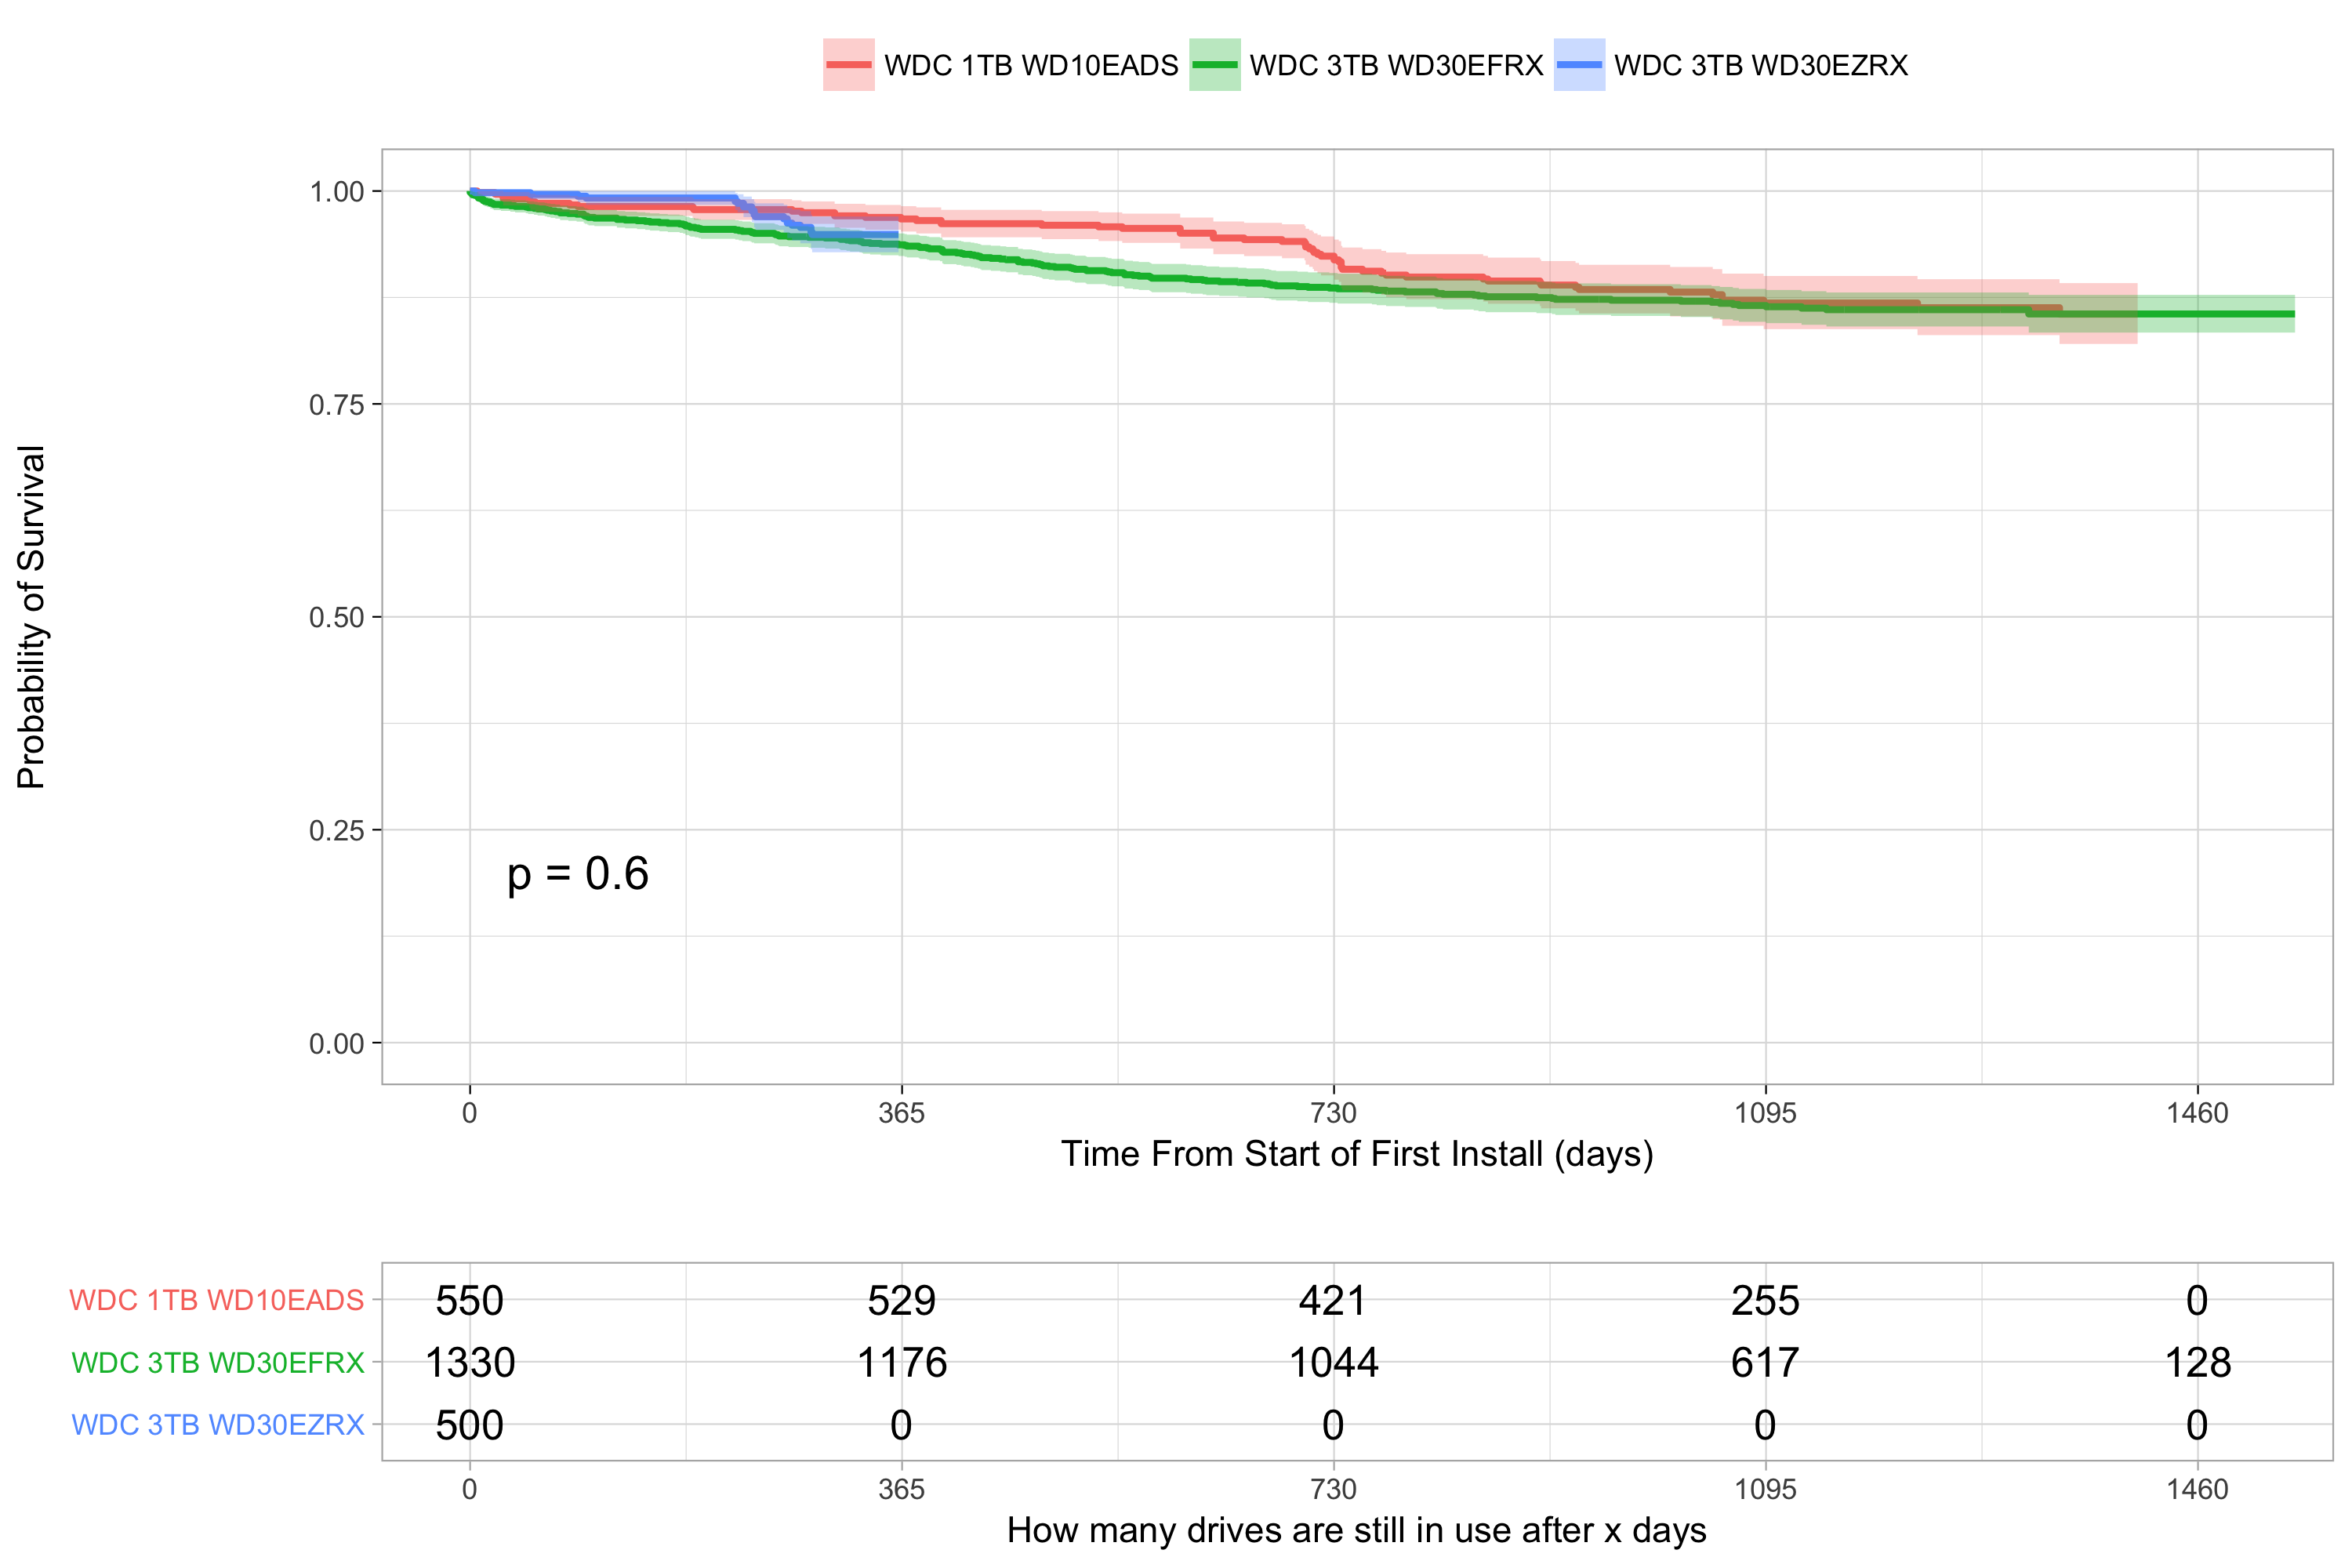 WDC 1TB WD10EADS WDC 3TB WD30EFRX WDC 3TB WD30EZRX
Probability of Survival
1.00
0.75
0.50
0.25
0.00
p = 0.6
0 365 730 1095 1460
Time From Start of First Install (days)
WDC 1TB WD10EADS 550 529 421 255 0
WDC 3TB WD30EFRX 1330 1176 1044 617 128
WDC 3TB WD30EZRX 500 0 0 0 0
0 365 730 1095 1460
How many drives are still in use after x days